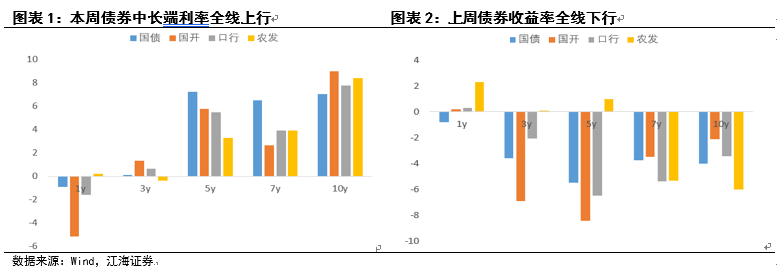 图表 1：本周债券中长端利率全线上行
国债 国开 口行 农发
10
8
6
4
2
0
-2
-4
-6
1y 3y 5y 7y 10y
图表 2：上周债券收益率全线下行
国债 国开 口行 农发
4
2
0
-2
-4
-6
-8
-10
1y 3y 5y 7y 10y
数据来源：Wind，江海证券